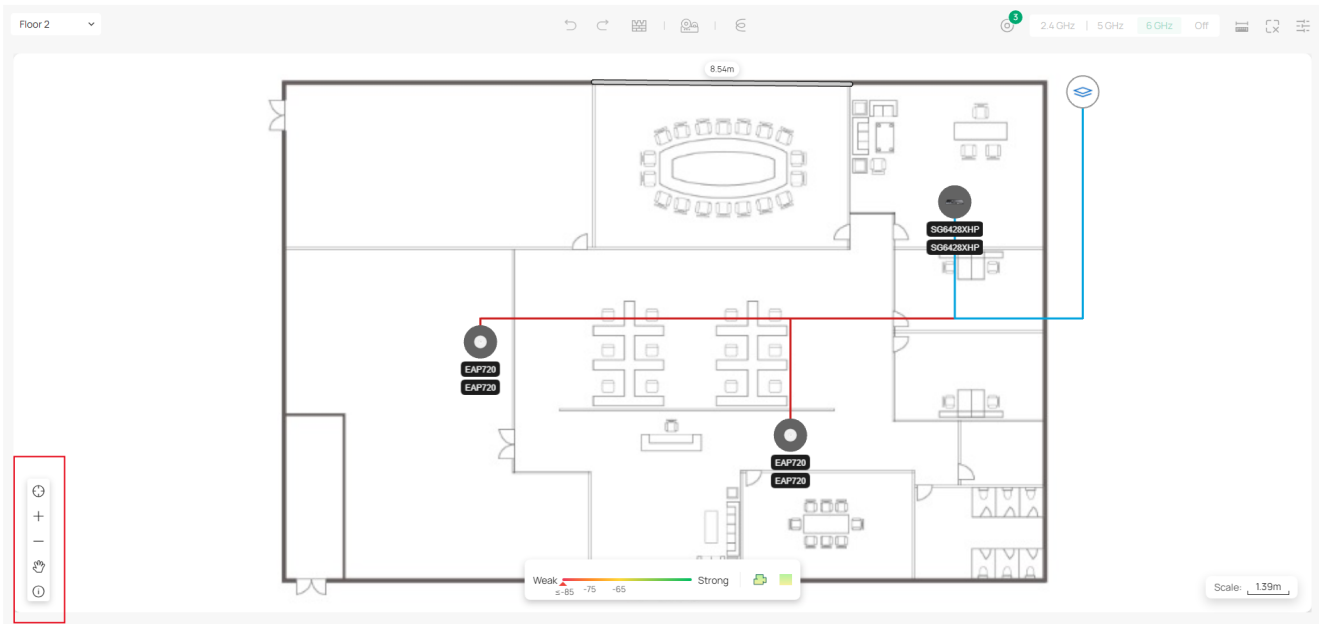 Floor 2
3
2.4 GHz | 5 GHz 6 GHz Off
8.54m
SG6428XHP
SG6428XHP
EAP720
EAP720
EAP720
EAP720
Weak Strong
≤-85 -75 -65
Scale: 1.39m